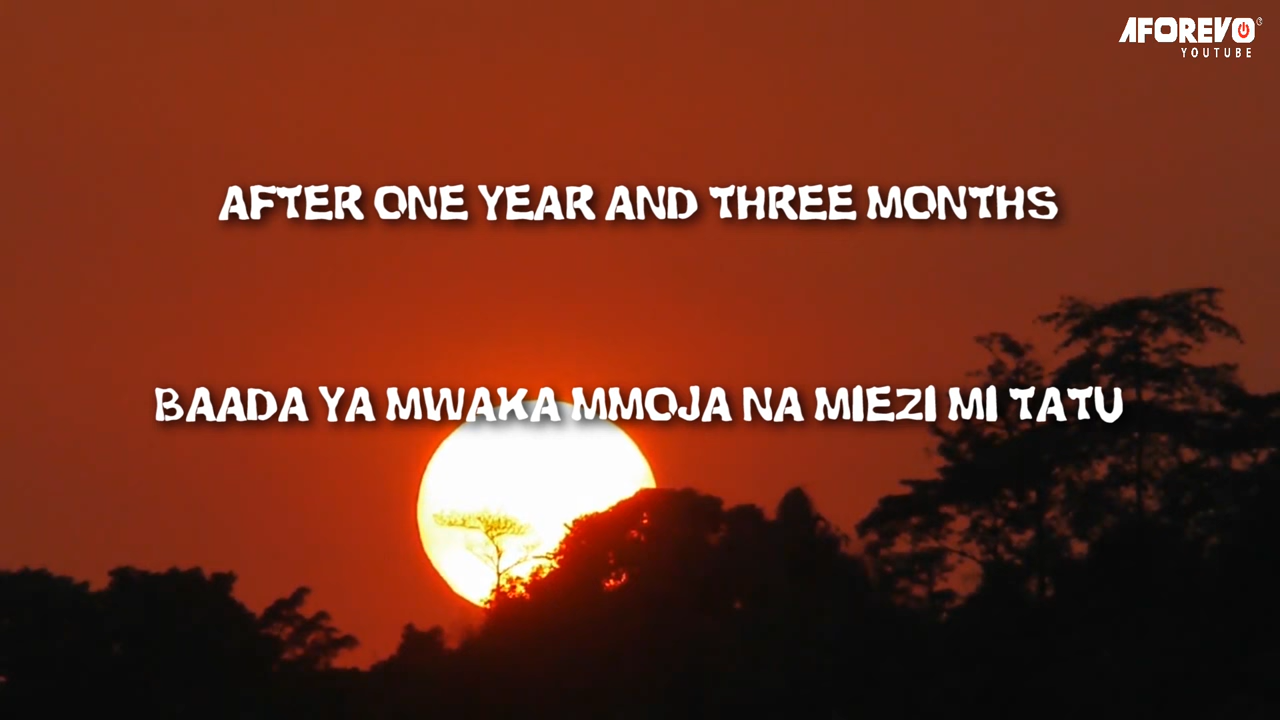 AFOREVO
YOUTUBE
AFTER ONE YEAR AND THREE MONTHS
BAADA YA MWAKA MMOJA NA MIEZI MI TATU